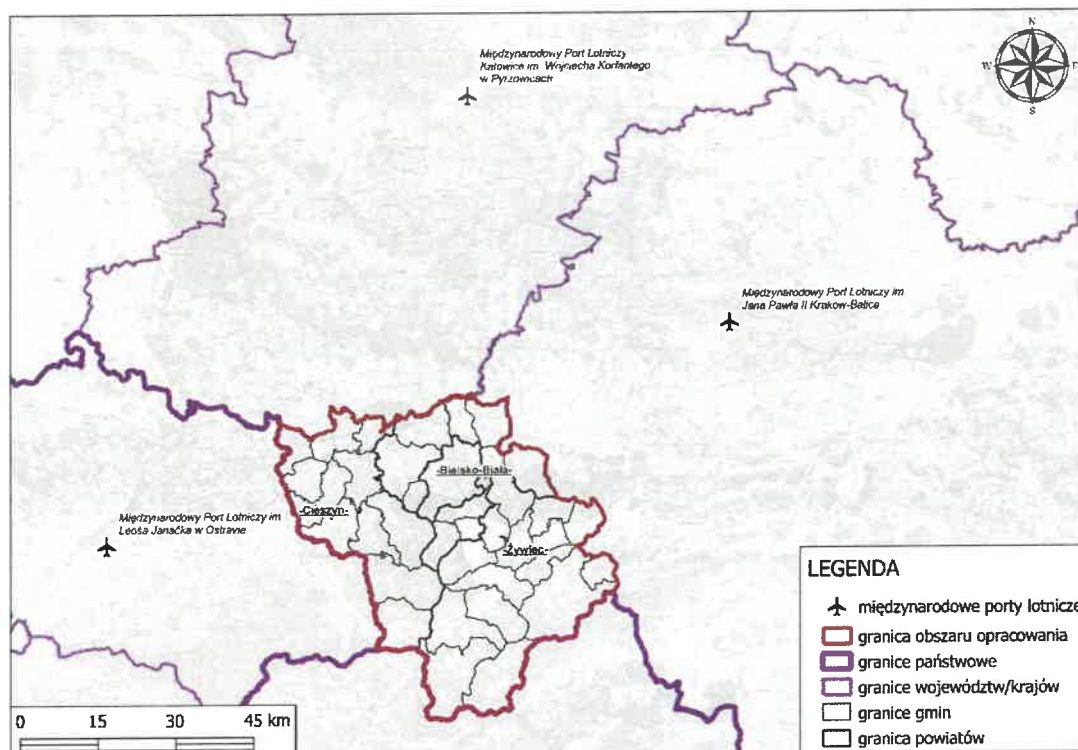 Międzynarodowy Port Lotniczy
Katowice im. Wojciecha Korfantego
w Pyrzowicach
N
W
E
S
Międzynarodowy Port Lotniczy im
Jana Pawła II Krakow-Balice
-Bielsko-Biała-
-Cieszyn-
Międzynarodowy Port Lotniczy im
Leoša Janáčka w Ostravie
-Żywiec-
LEGENDA
międzynarodowe porty lotnicze
granica obszaru opracowania
granice państwowe
granice województw/krajów
granice gmin
granica powiatów
0 15 30 45 km